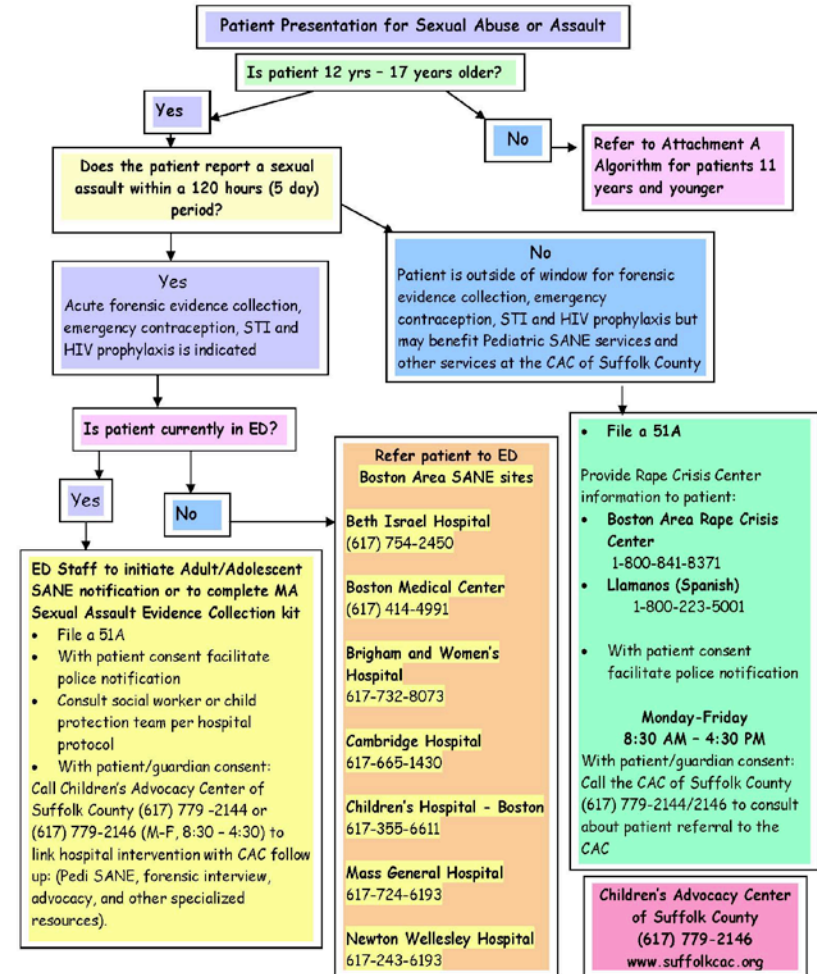 Patient Presentation for Sexual Abuse or Assault
Is patient 12 yrs – 17 years older?
Yes
No
Refer to Attachment A
Algorithm for patients 11
years and younger
Does the patient report a sexual
assault within a 120 hours (5 day)
period?
Yes
Acute forensic evidence collection,
emergency contraception, STI and
HIV prophylaxis is indicated
No
Patient is outside of window for forensic
evidence collection, emergency
contraception, STI and HIV prophylaxis but
may benefit Pediatric SANE services and
other services at the CAC of Suffolk County
Is patient currently in ED?
Yes
No
ED Staff to initiate Adult/Adolescent
SANE notification or to complete MA
Sexual Assault Evidence Collection kit
• File a 51A
• With patient consent facilitate
police notification
• Consult social worker or child
protection team per hospital
protocol
• With patient/guardian consent:
Call Children's Advocacy Center of
Suffolk County (617) 779 -2144 or
(617) 779-2146 (M-F, 8:30 – 4:30) to
link hospital intervention with CAC follow
up: (Pedi SANE, forensic interview,
advocacy, and other specialized
resources).
Refer patient to ED
Boston Area SANE sites
Beth Israel Hospital
(617) 754-2450
Boston Medical Center
(617) 414-4991
Brigham and Women's
Hospital
617-732-8073
Cambridge Hospital
617-665-1430
Children's Hospital – Boston
617-355-6611
Mass General Hospital
617-724-6193
Newton Wellesley Hospital
617-243-6193
• File a 51A
Provide Rape Crisis Center
information to patient:
• Boston Area Rape Crisis
Center
1-800-841-8371
• Llamanos (Spanish)
1-800-223-5001
• With patient consent
facilitate police notification
Monday-Friday
8:30 AM – 4:30 PM
With patient/guardian consent:
Call the CAC of Suffolk County
(617) 779 -2144/2146 to consult
about patient referral to the
CAC
Children's Advocacy Center
of Suffolk County
(617) 779-2146
www.suffolkcac.org